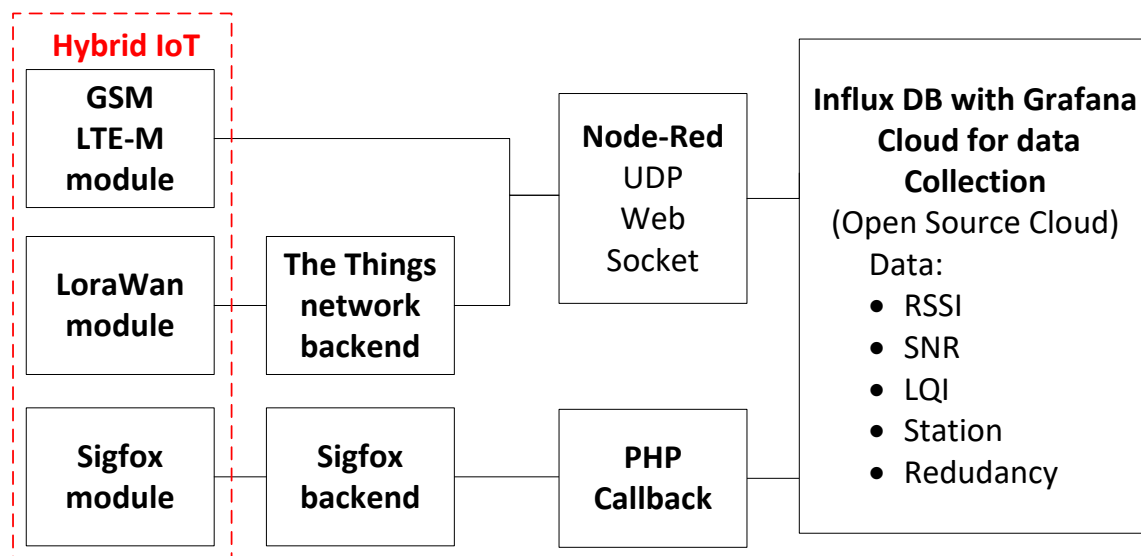 Hybrid IoT
GSM
LTE-M
module
LoraWan
module
Sigfox
module
The Things
network
backend
Sigfox
backend
Node-Red
UDP
Web
Socket
PHP
Callback
Influx DB with Grafana
Cloud for data
Collection
(Open Source Cloud)
Data:
• RSSI
• SNR
• LQI
• Station
• Redudancy